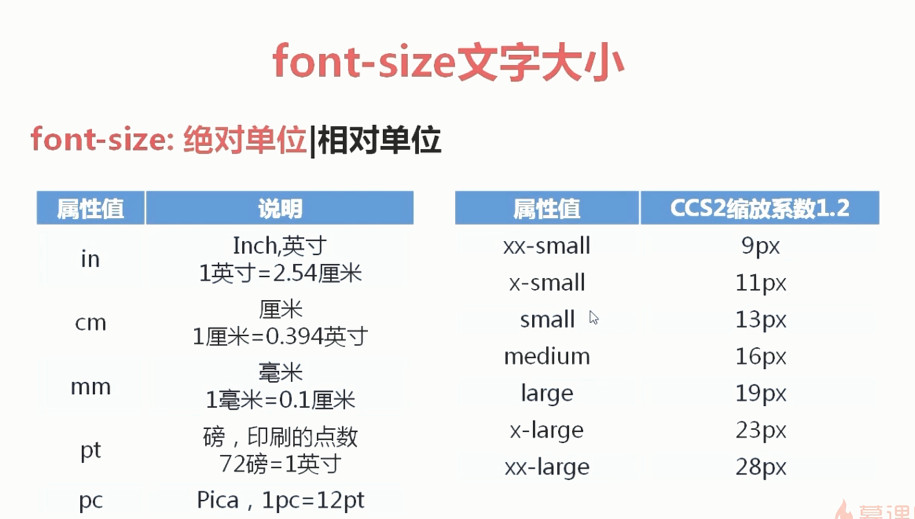 font-size文字大小
font-size: 绝对单位|相对单位
属性值 说明
in Inch,英寸
1英寸=2.54厘米
cm 厘米
1厘米=0.394英寸
mm 毫米
1毫米=0.1厘米
pt 磅，印刷的点数
72磅=1英寸
pc Pica，1pc=12pt
属性值 CCS2缩放系数1.2
xx-small 9px
x-small 11px
small 13px
medium 16px
large 19px
x-large 23px
xx-large 28px
慕课